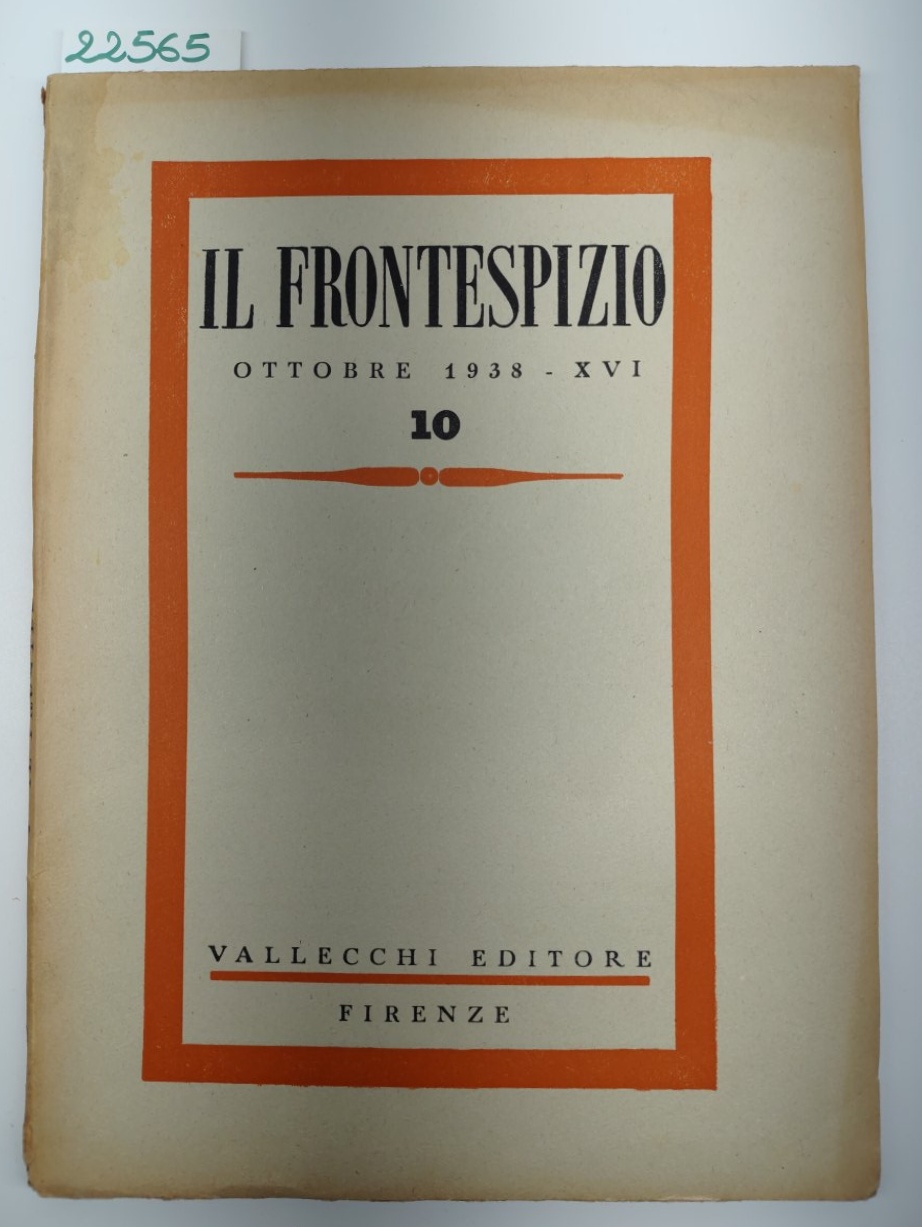 22565
IL FRONTESPIZIO
OTTOBRE 1938 - XVI
10
VALLECCHI EDITORE
FIRENZE